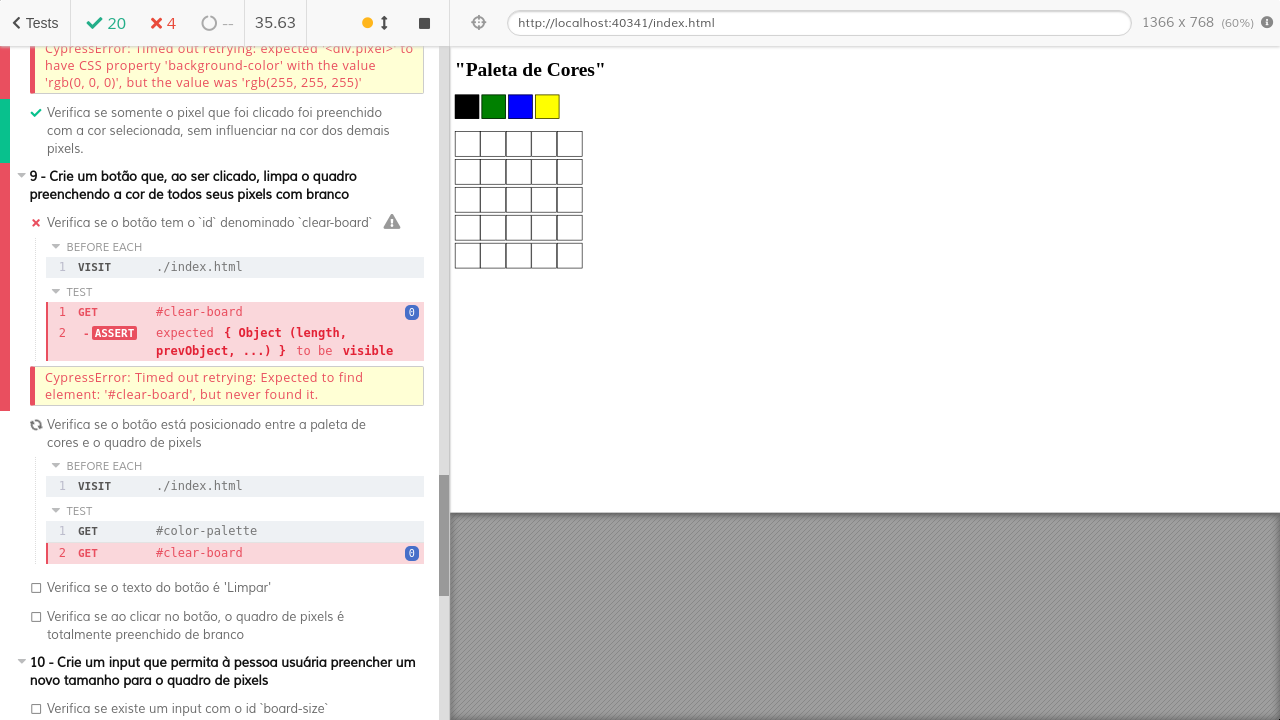 Tests
20
4
--
35.63
http://localhost:40341/index.html
1366 x 768 (60%)
CypressError: Timed out retrying: expected '<div.pixel>' to
have CSS property 'background-color' with the value
'rgb(0, 0, 0)', but the value was 'rgb(255, 255, 255)'
Verifica se somente o pixel que foi clicado foi preenchido
com a cor selecionada, sem influenciar na cor dos demais
pixels.
9 - Crie um botão que, ao ser clicado, limpa o quadro
preenchendo a cor de todos seus pixels com branco
Verifica se o botão tem o `id` denominado `clear-board`
BEFORE EACH
1 VISIT ./index.html
TEST
1 GET #clear-board 0
2 -ASSERT expected { Object (length,
prevObject, ...) } to be visible
CypressError: Timed out retrying: Expected to find
element: '#clear-board', but never found it.
Verifica se o botão está posicionado entre a paleta de
cores e o quadro de pixels
BEFORE EACH
1 VISIT ./index.html
TEST
1 GET #color-palette
2 GET #clear-board 0
Verifica se o texto do botão é 'Limpar'
Verifica se ao clicar no botão, o quadro de pixels é
totalmente preenchido de branco
10 - Crie um input que permita à pessoa usuária preencher um
novo tamanho para o quadro de pixels
Verifica se existe um input com o id `board-size`
"Paleta de Cores"